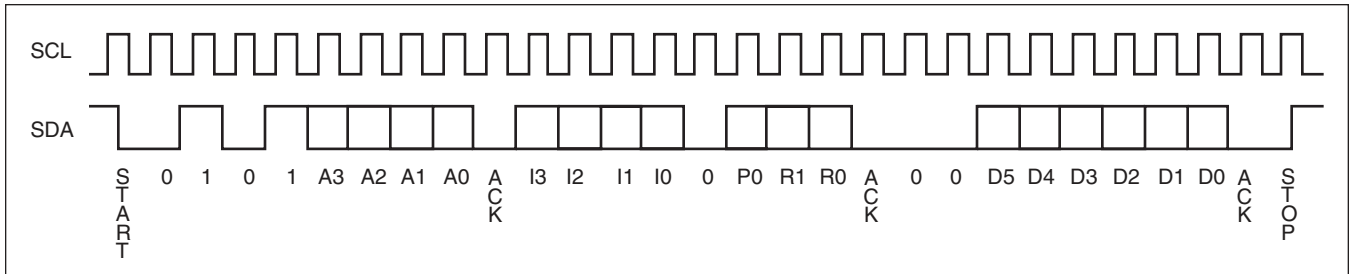 SCL
SDA
START 0 1 0 1 A3 A2 A1 A0 ACK I3 I2 I1 I0 0 P0 R1 R0 ACK 0 0 D5 D4 D3 D2 D1 D0 ACK STOP